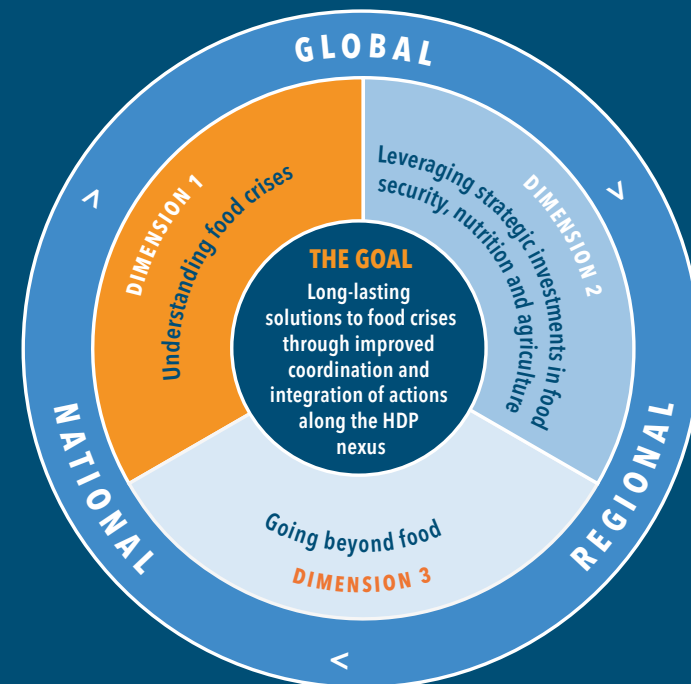 GLOBAL
>
REGIONAL
<
NATIONAL
<
DIMENSION 1
Understanding food crises
DIMENSION 2
Leveraging strategic investments in food
security, nutrition and agriculture
Going beyond food
DIMENSION 3
THE GOAL
Long-lasting
solutions to food crises
through improved
coordination and
integration of actions
along the HDP
nexus